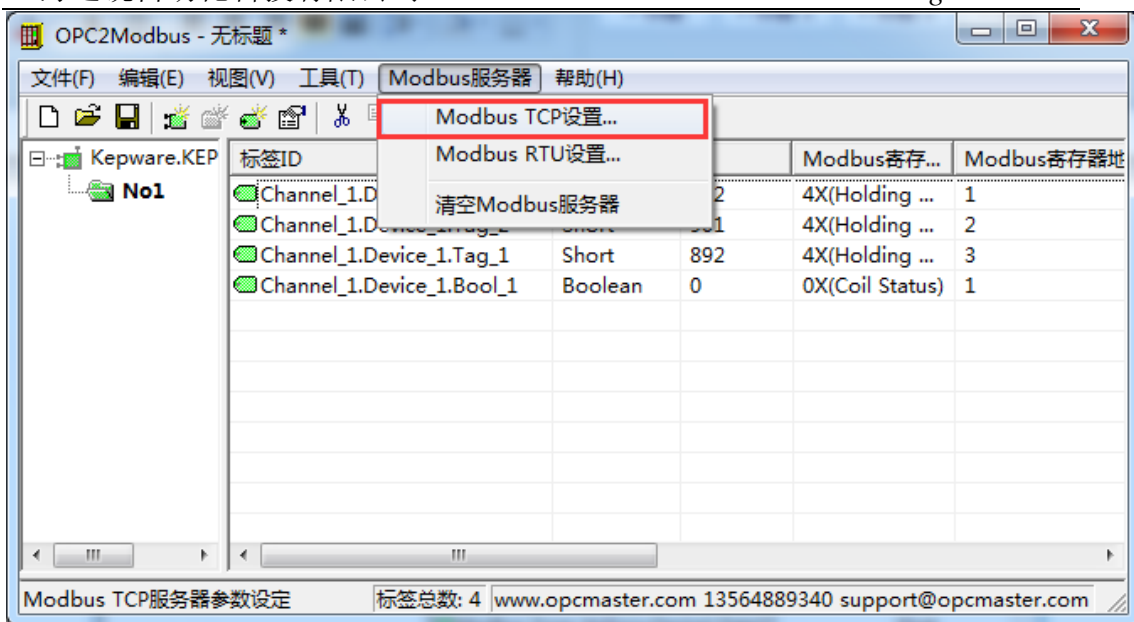 OPC2Modbus - 无标题 *
文件(F) 编辑(E) 视图(V) 工具(T) Modbus服务器 帮助(H)
Modbus TCP设置...
Modbus RTU设置...
清空Modbus服务器
Kepware.KEP
No1
标签ID Modbus寄存... Modbus寄存器地
Channel_1.D 2 4X(Holding ... 1
Channel_1.Device_1.Tag_2 Short 4X(Holding ... 2
Channel_1.Device_1.Tag_1 Short 892 4X(Holding ... 3
Channel_1.Device_1.Bool_1 Boolean 0 0X(Coil Status) 1
Modbus TCP服务器参数设定 标签总数: 4 www.opcmaster.com 13564889340 support@opcmaster.com